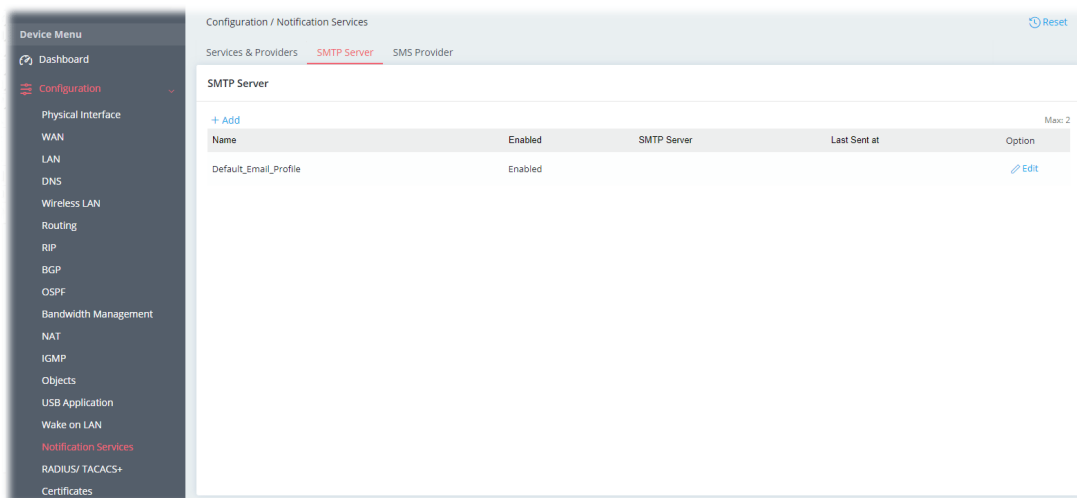 Device Menu
Dashboard
Configuration
Physical Interface
WAN
LAN
DNS
Wireless LAN
Routing
RIP
BGP
OSPF
Bandwidth Management
NAT
IGMP
Objects
USB Application
Wake on LAN
Notification Services
RADIUS/ TACACS+
Certificates
Configuration / Notification Services
Reset
Services & Providers SMTP Server SMS Provider
SMTP Server
+ Add Max: 2
Name Enabled SMTP Server Last Sent at Option
Default_Email_Profile Enabled Edit